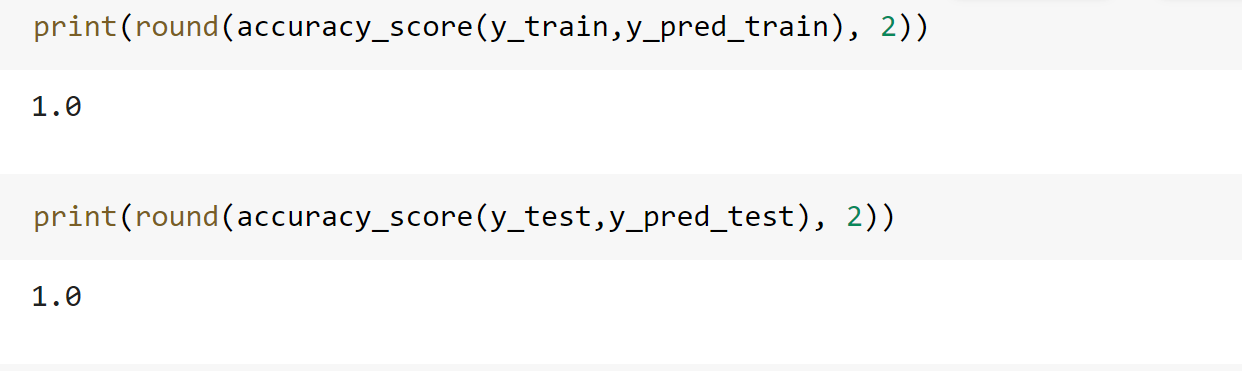 print(round(accuracy_score(y_train,y_pred_train), 2))
1.0
print(round(accuracy_score(y_test,y_pred_test), 2))
1.0